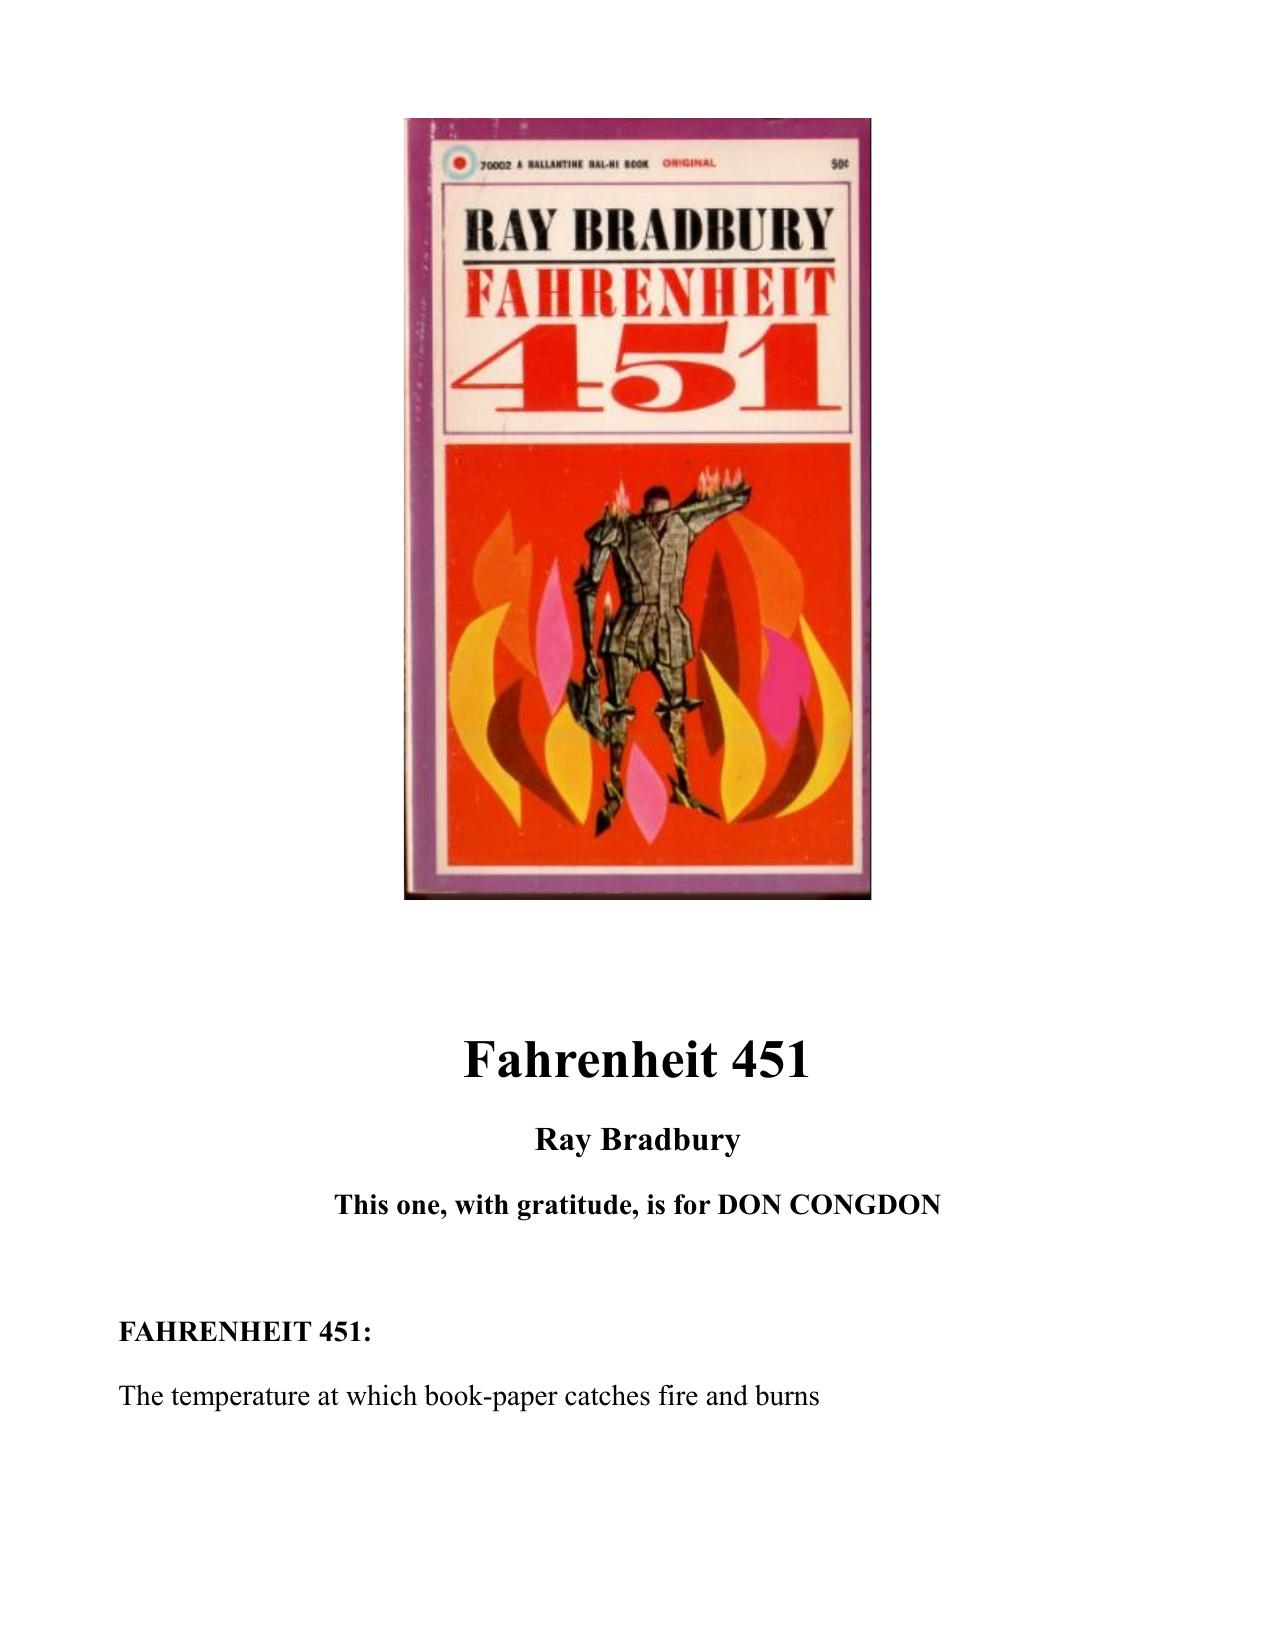 70002 A BALLANTINE BAL-HI BOOK ORIGINAL 50¢
RAY BRADBURY
FAHRENHEIT
451
Fahrenheit 451
Ray Bradbury
This one, with gratitude, is for DON CONGDON
FAHRENHEIT 451:
The temperature at which book-paper catches fire and burns